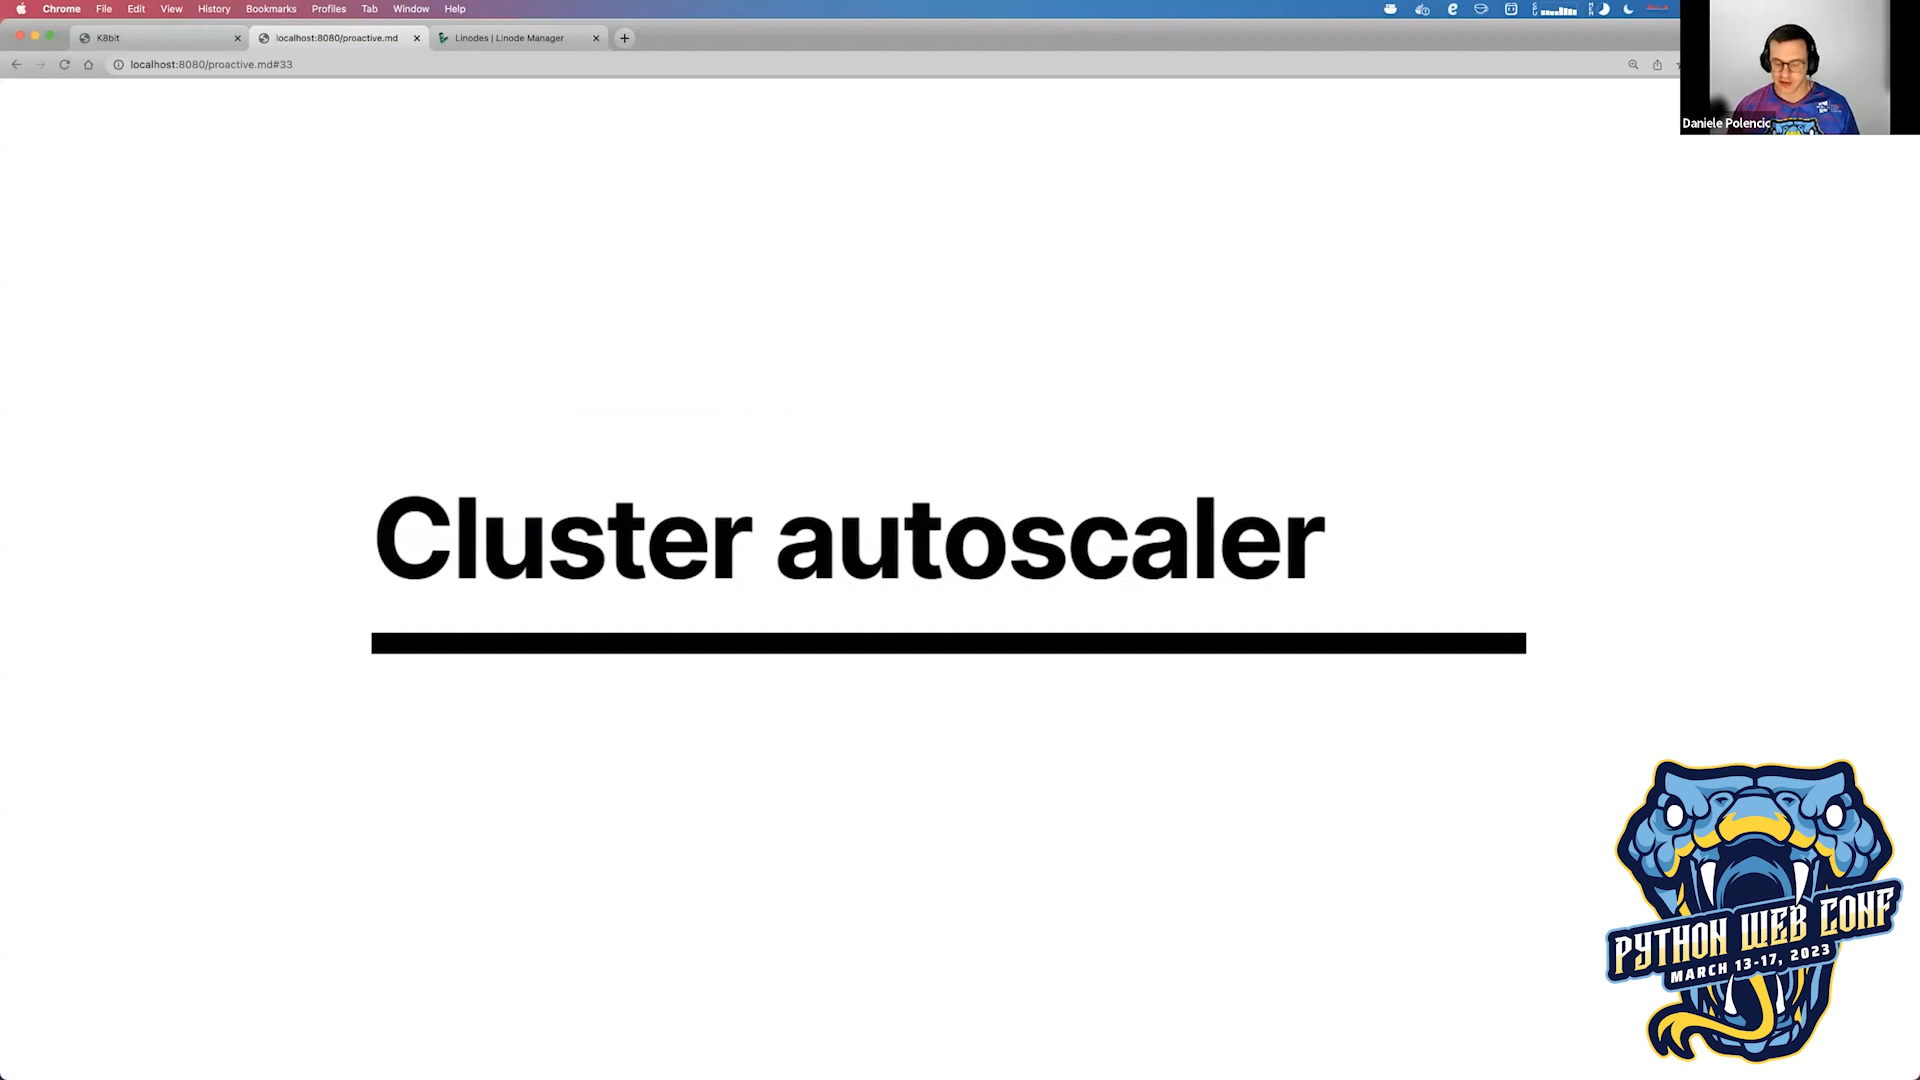 Chrome File Edit View History Bookmarks Profiles Tab Window Help
K8bit
localhost:8080/proactive.md
Linodes | Linode Manager
localhost:8080/proactive.md#33
Daniele Polencic
Cluster autoscaler
PYTHON WEB CONF
MARCH 13-17, 2023